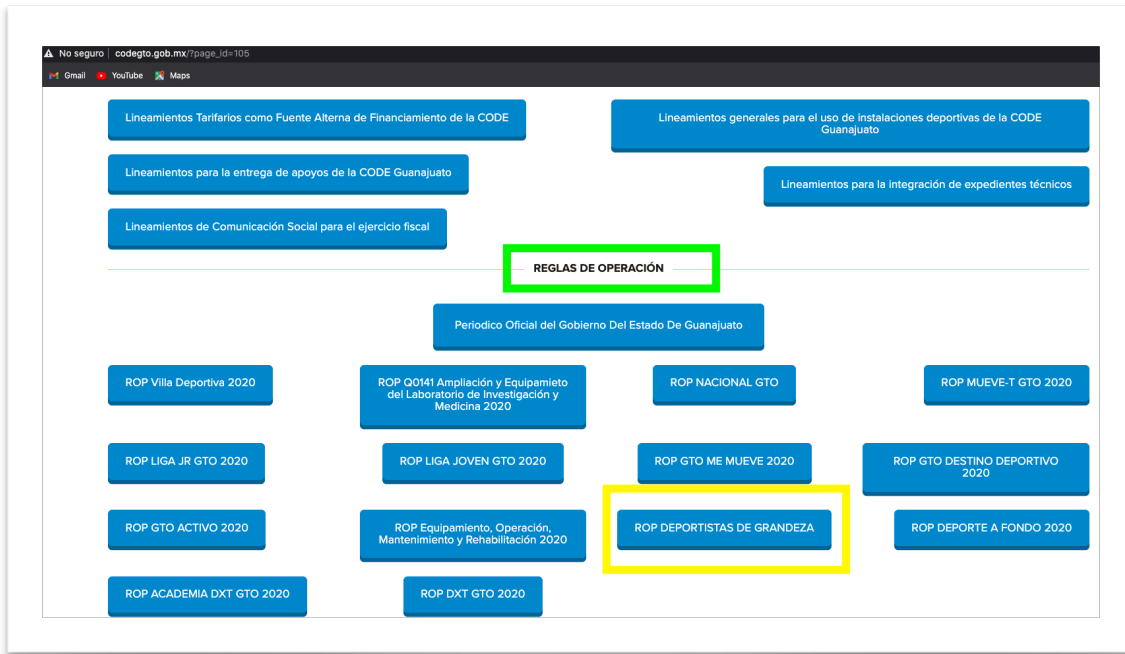 No seguro | codegto.gob.mx/?page_id=105
Gmail YouTube Maps
Lineamientos Tarifarios como Fuente Alterna de Financiamiento de la CODE
Lineamientos generales para el uso de instalaciones deportivas de la CODE
Guanajuato
Lineamientos para la entrega de apoyos de la CODE Guanajuato
Lineamientos para la integración de expedientes técnicos
Lineamientos de Comunicación Social para el ejercicio fiscal
REGLAS DE OPERACIÓN
Periodico Oficial del Gobierno Del Estado De Guanajuato
ROP Villa Deportiva 2020
ROP Q0141 Ampliación y Equipamieto
del Laboratorio de Investigación y
Medicina 2020
ROP NACIONAL GTO
ROP MUEVE-T GTO 2020
ROP LIGA JR GTO 2020
ROP LIGA JOVEN GTO 2020
ROP GTO ME MUEVE 2020
ROP GTO DESTINO DEPORTIVO
2020
ROP GTO ACTIVO 2020
ROP Equipamiento, Operación,
Mantenimiento y Rehabilitación 2020
ROP DEPORTISTAS DE GRANDEZA
ROP DEPORTE A FONDO 2020
ROP ACADEMIA DXT GTO 2020
ROP DXT GTO 2020